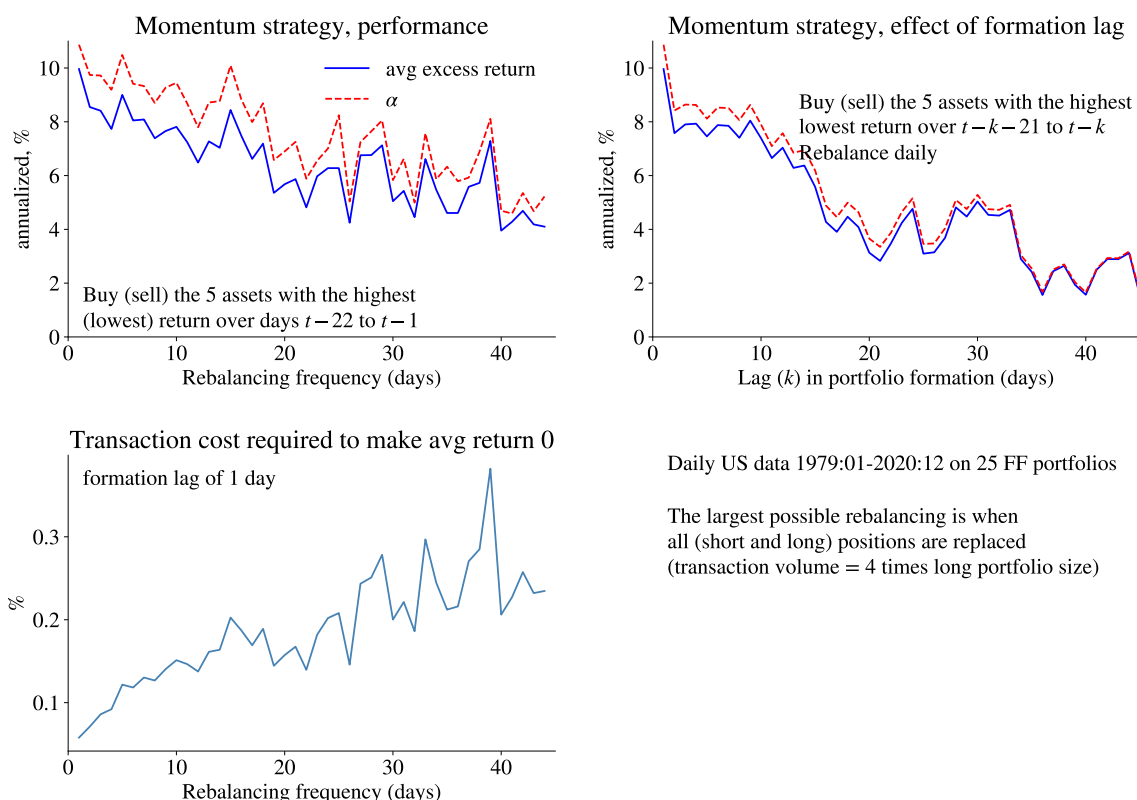 Momentum strategy, performance
annualized, %
10
8
6
4
2
0
avg excess return
α
Buy (sell) the 5 assets with the highest
(lowest) return over days t−22 to t−1
0 10 20 30 40
Rebalancing frequency (days)
Momentum strategy, effect of formation lag
annualized, %
10
8
6
4
2
0
Buy (sell) the 5 assets with the highest
lowest return over t−k−21 to t−k
Rebalance daily
0 10 20 30 40
Lag (k) in portfolio formation (days)
Transaction cost required to make avg return 0
%
0.3
0.2
0.1
formation lag of 1 day
0 10 20 30 40
Rebalancing frequency (days)
Daily US data 1979:01-2020:12 on 25 FF portfolios
The largest possible rebalancing is when
all (short and long) positions are replaced
(transaction volume = 4 times long portfolio size)